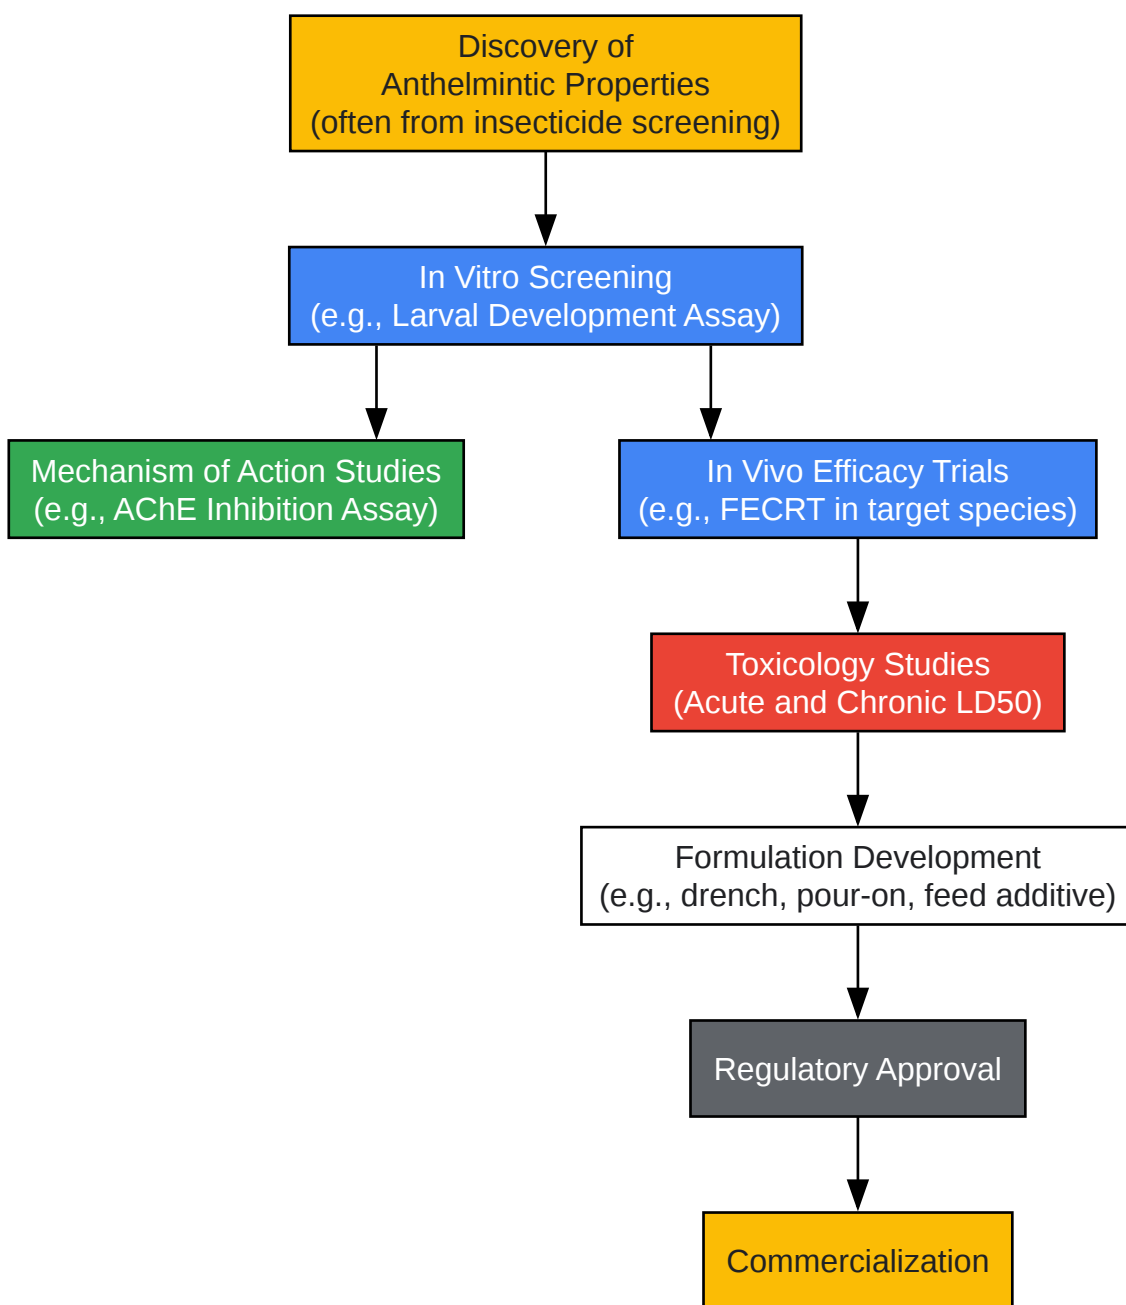 Discovery of
Anthelmintic Properties
(often from insecticide screening)
In Vitro Screening
(e.g., Larval Development Assay)
Mechanism of Action Studies
(e.g., AChE Inhibition Assay)
In Vivo Efficacy Trials
(e.g., FECRT in target species)
Toxicology Studies
(Acute and Chronic LD50)
Formulation Development
(e.g., drench, pour-on, feed additive)
Regulatory Approval
Commercialization